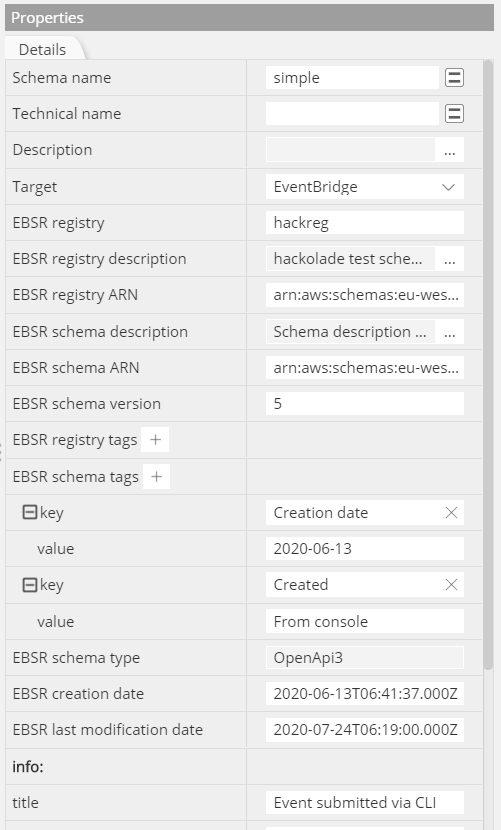 Properties
Details
Schema name simple
Technical name
Description ...
Target EventBridge
EBSR registry hackreg
EBSR registry description hackolade test sche... ...
EBSR registry ARN arn:aws:schemas:eu-wes...
EBSR schema description Schema description ... ...
EBSR schema ARN arn:aws:schemas:eu-wes...
EBSR schema version 5
EBSR registry tags +
EBSR schema tags +
key Creation date
value 2020-06-13
key Created
value From console
EBSR schema type OpenApi3
EBSR creation date 2020-06-13T06:41:37.000Z
EBSR last modification date 2020-07-24T06:19:00.000Z
info:
title Event submitted via CLI